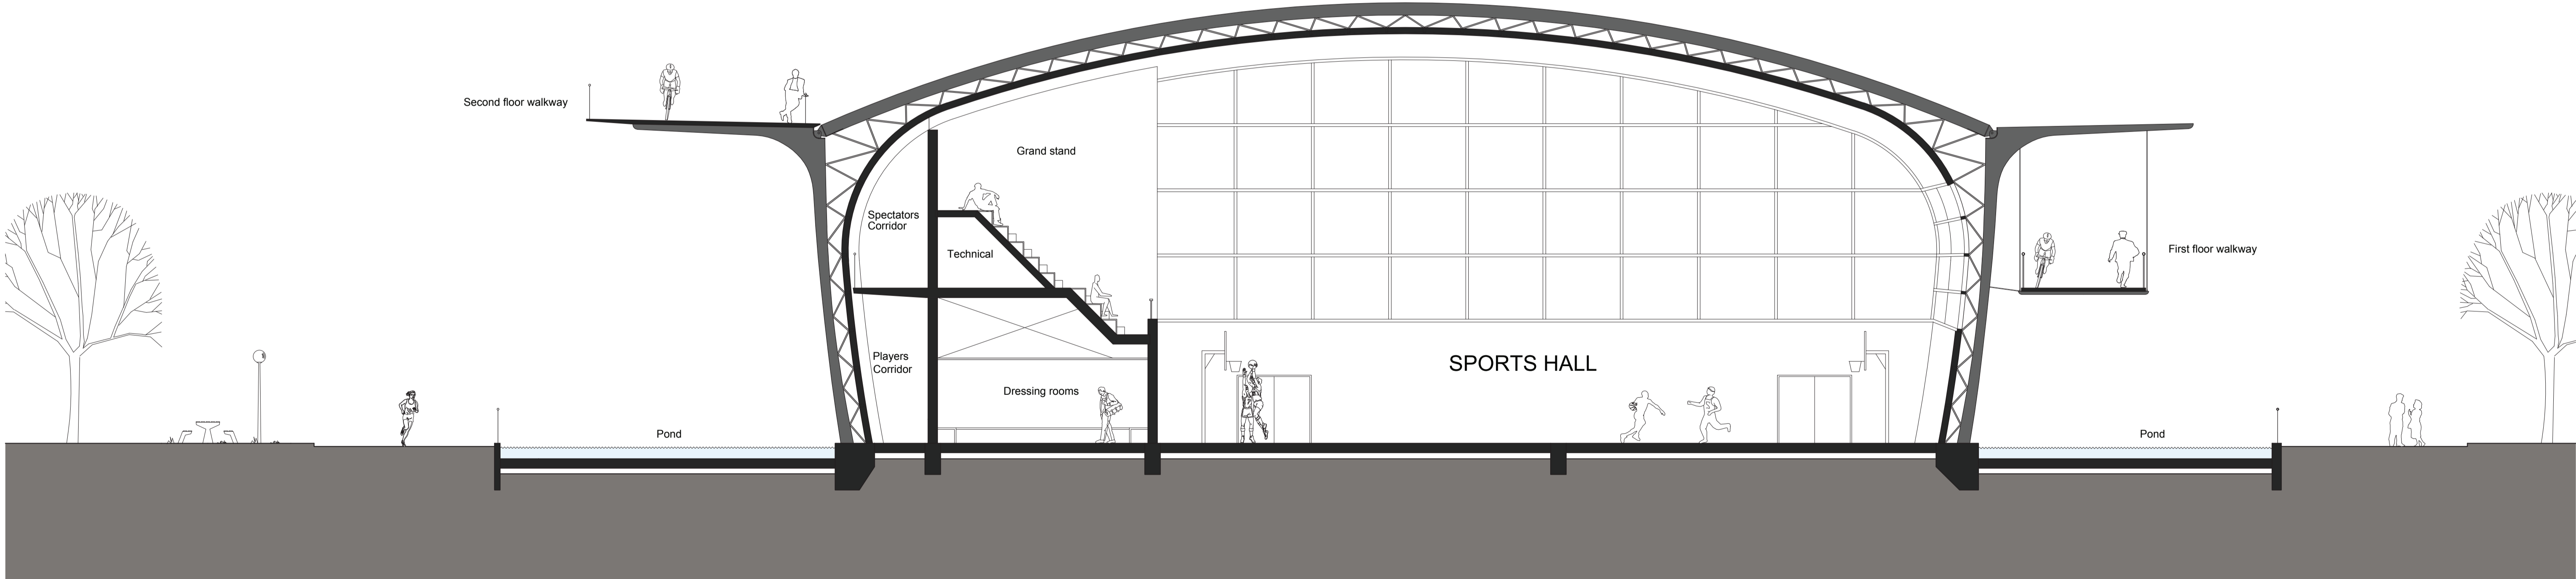 Second floor walkway
Grand stand
Spectators
Corridor
Technical
First floor walkway
Players
Corridor
SPORTS HALL
Dressing rooms
Pond
Pond